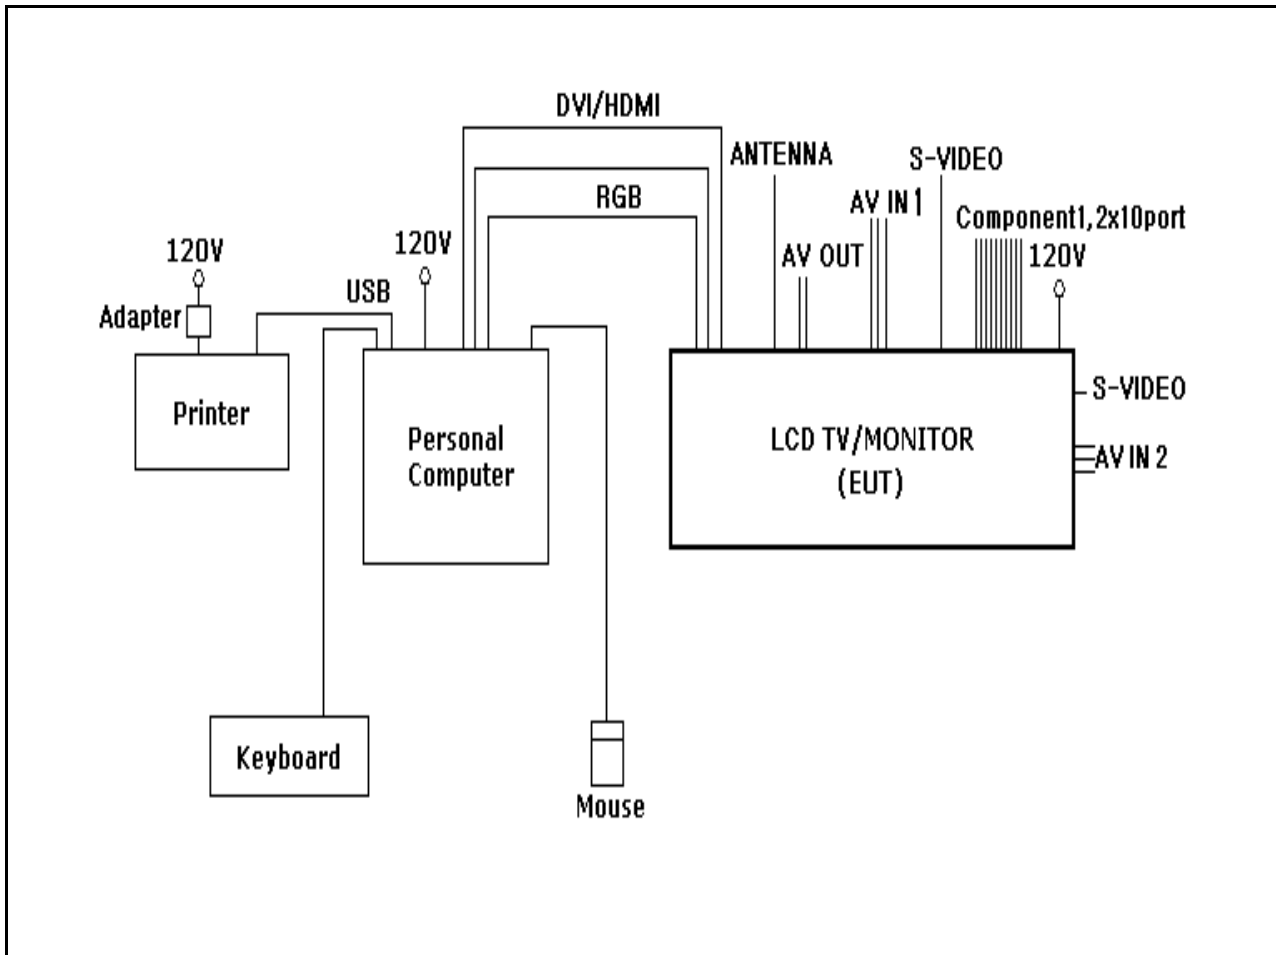 DVI/HDMI
ANTENNA
S-VIDEO
RGB
AV IN 1
Component1,2x10port
120V
120V
AV OUT
120V
USB
Adapter
Printer
Personal
Computer
LCD TV/MONITOR
(EUT)
S-VIDEO
AV IN 2
Keyboard
Mouse